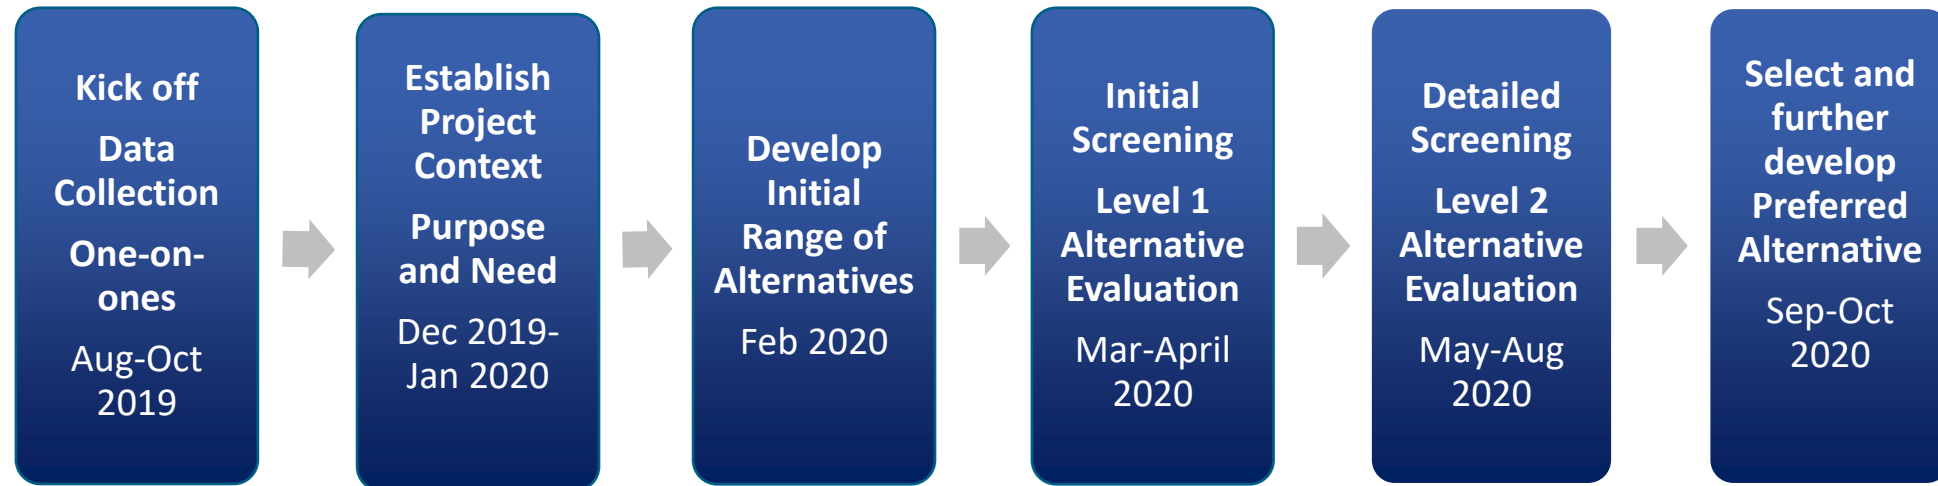 Kick off
Data
Collection
One-on-
ones
Aug-Oct
2019
Establish
Project
Context
Purpose
and Need
Dec 2019-
Jan 2020
Develop
Initial
Range of
Alternatives
Feb 2020
Initial
Screening
Level 1
Alternative
Evaluation
Mar-April
2020
Detailed
Screening
Level 2
Alternative
Evaluation
May-Aug
2020
Select and
further
develop
Preferred
Alternative
Sep-Oct
2020